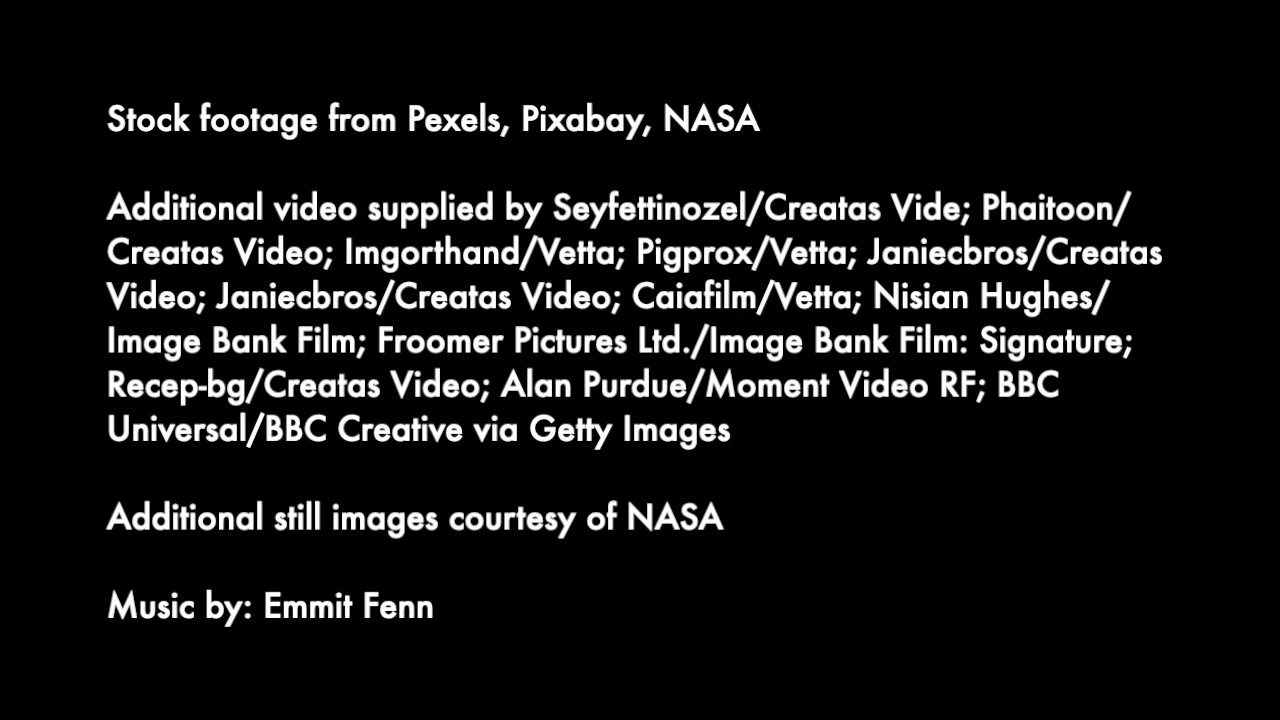 Stock footage from Pexels, Pixabay, NASA
Additional video supplied by Seyfettinozel/Creatas Vide; Phaitoon/
Creatas Video; Imgorthand/Vetta; Pigprox/Vetta; Janiecbros/Creatas
Video; Janiecbros/Creatas Video; Caiafilm/Vetta; Nisian Hughes/
Image Bank Film; Froomer Pictures Ltd./Image Bank Film: Signature;
Recep-bg/Creatas Video; Alan Purdue/Moment Video RF; BBC
Universal/BBC Creative via Getty Images
Additional still images courtesy of NASA
Music by: Emmit Fenn